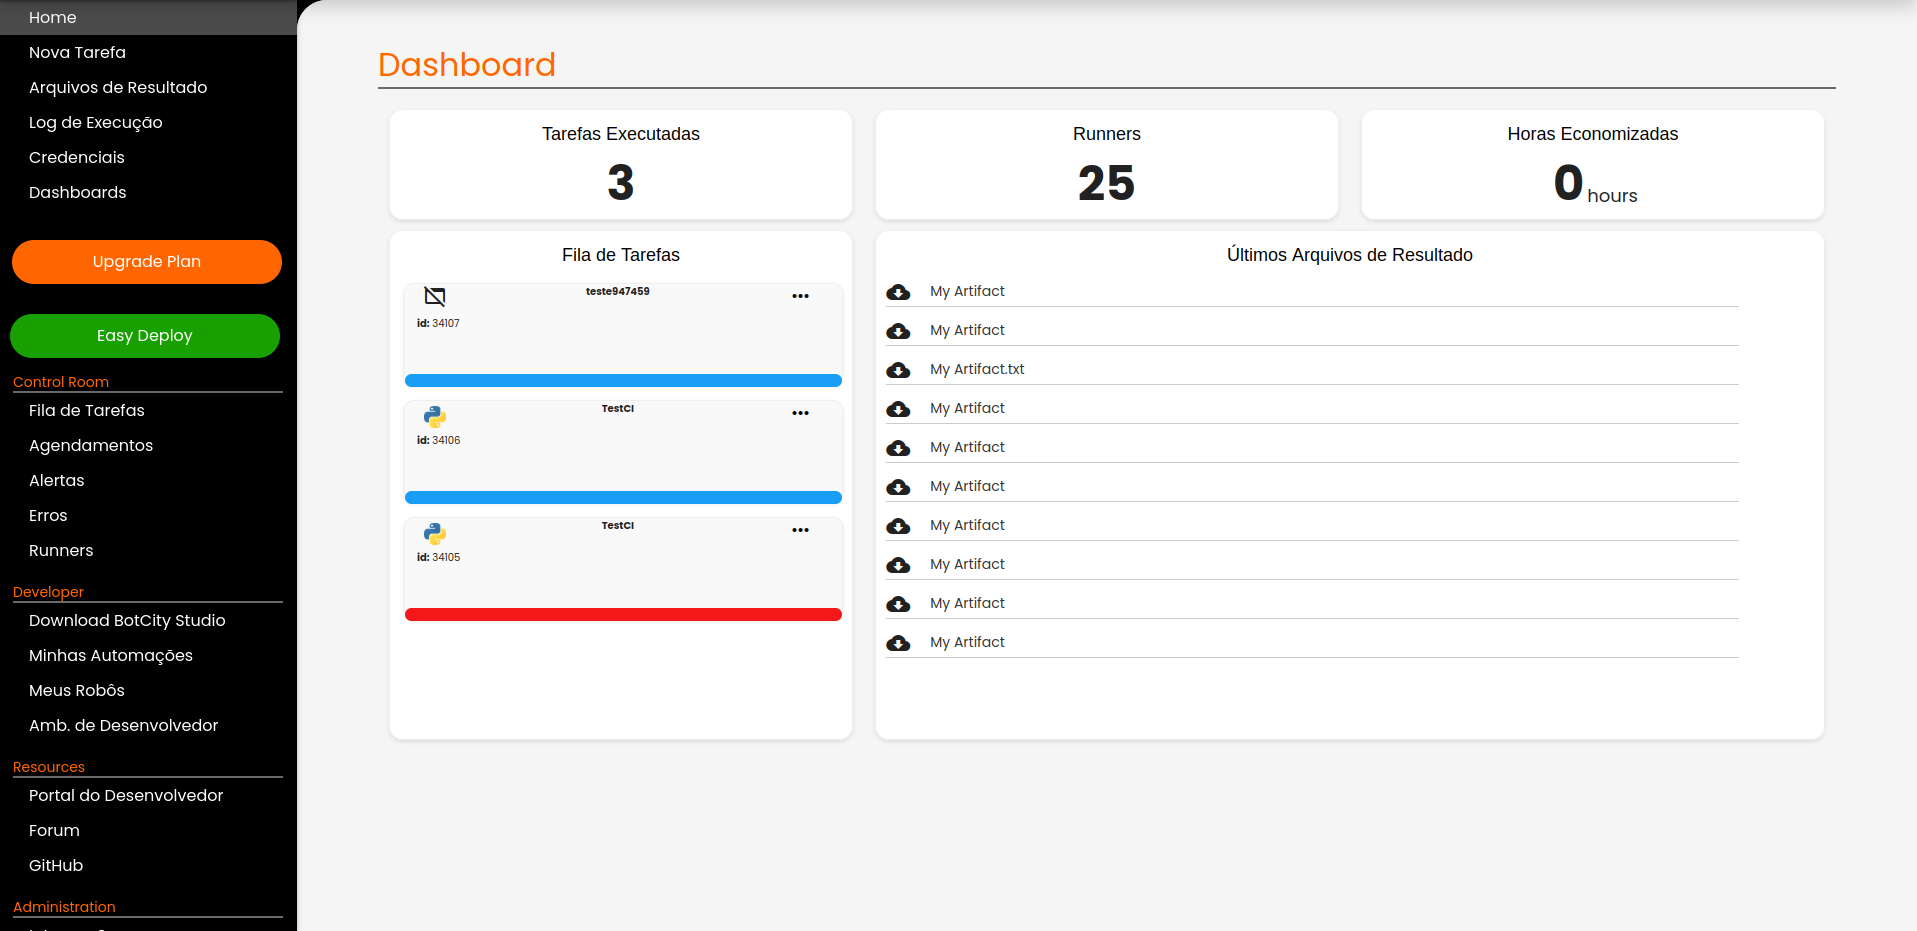 Home
Nova Tarefa
Arquivos de Resultado
Log de Execução
Credenciais
Dashboards
Upgrade Plan
Easy Deploy
Control Room
Fila de Tarefas
Agendamentos
Alertas
Erros
Runners
Developer
Download BotCity Studio
Minhas Automações
Meus Robôs
Amb. de Desenvolvedor
Resources
Portal do Desenvolvedor
Forum
GitHub
Administration
Dashboard
Tarefas Executadas
3
Runners
25
Horas Economizadas
0 hours
Fila de Tarefas
teste947459
id: 34107
TestCI
id: 34106
TestCI
id: 34105
Últimos Arquivos de Resultado
My Artifact
My Artifact
My Artifact.txt
My Artifact
My Artifact
My Artifact
My Artifact
My Artifact
My Artifact
My Artifact